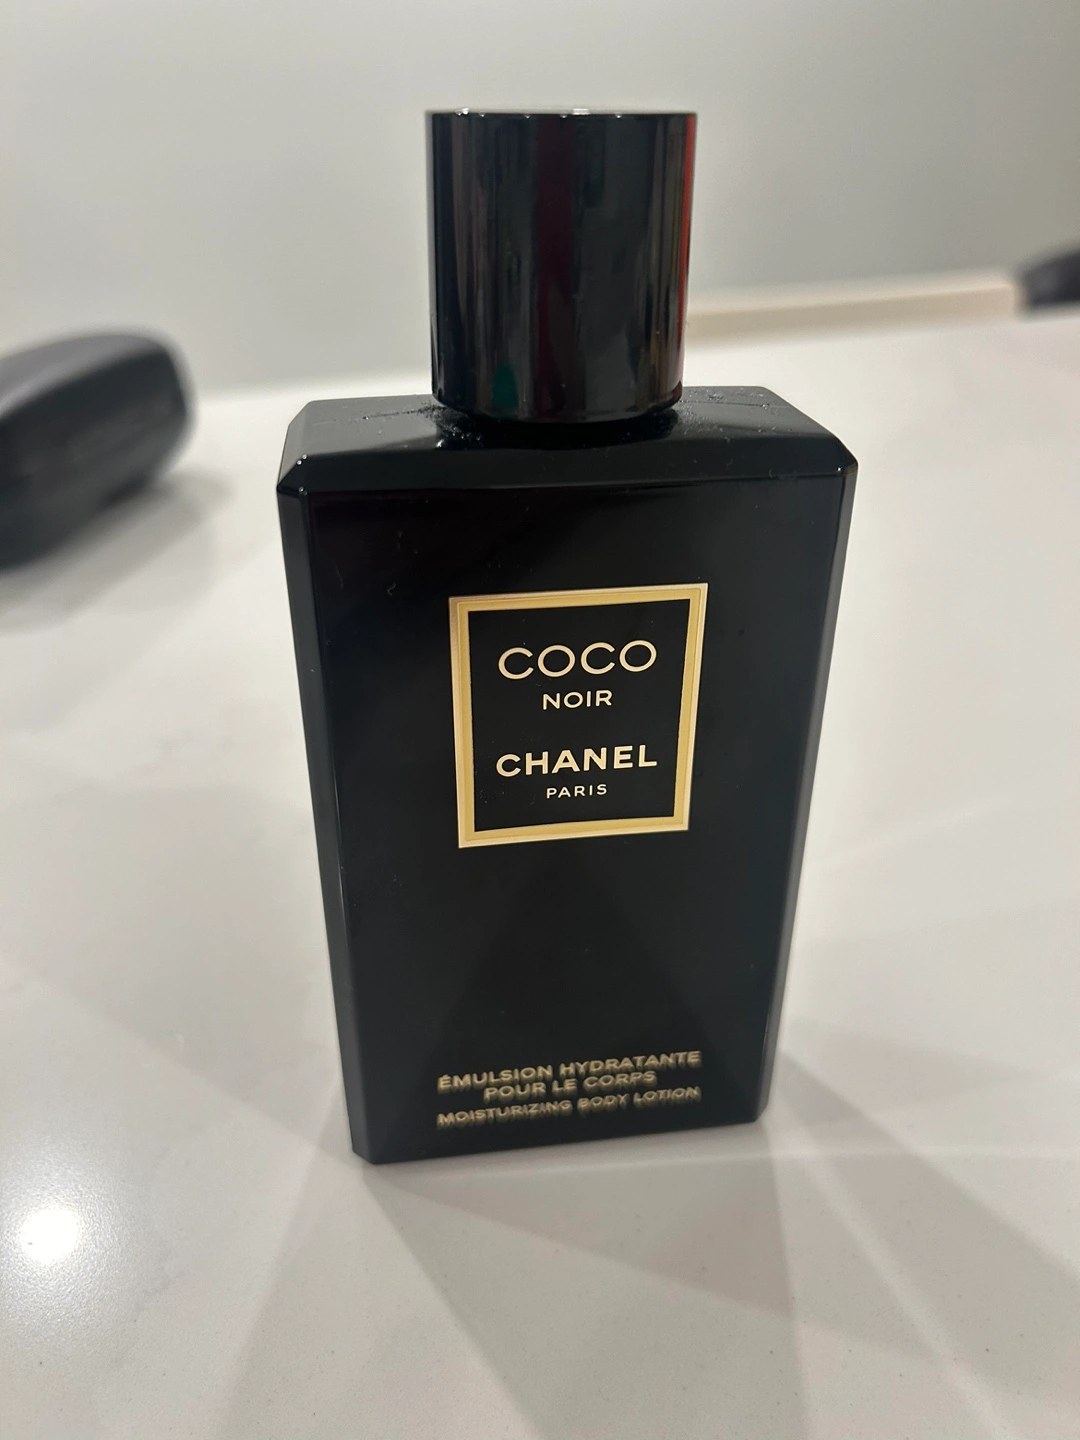 COCO
NOIR
CHANEL
PARIS
ÉMULSION HYDRATANTE
POUR LE CORPS
MOISTURIZING BODY LOTION